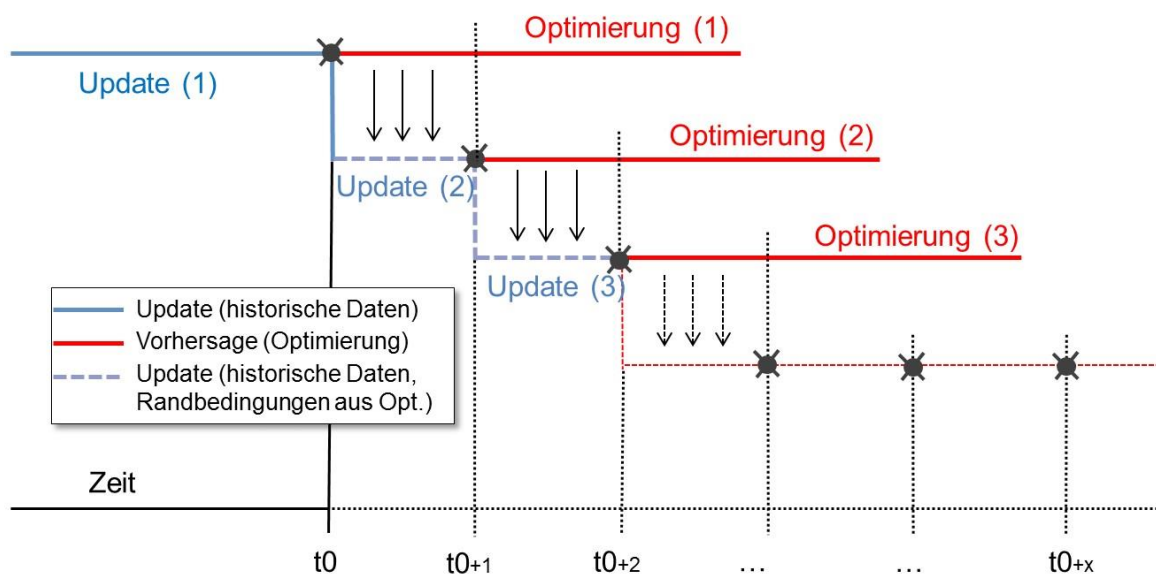 Optimierung (1)
Update (1)
Optimierung (2)
Update (2)
Optimierung (3)
Update (3)
Update (historische Daten)
Vorhersage (Optimierung)
Update (historische Daten,
Randbedingungen aus Opt.)
Zeit
t0 t0+1 t0+2 ... ... t0+x